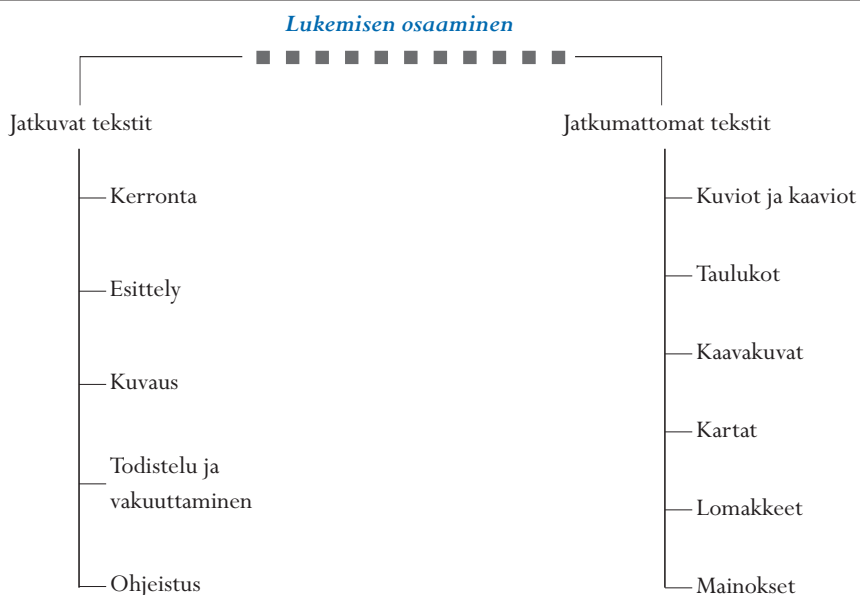 Lukemisen osaaminen
Jatkuvat tekstit
Kerronta
Esittely
Kuvaus
Todistelu ja
vakuuttaminen
Ohjeistus
Jatkumattomat tekstit
Kuviot ja kaaviot
Taulukot
Kaavakuvat
Kartat
Lomakkeet
Mainokset